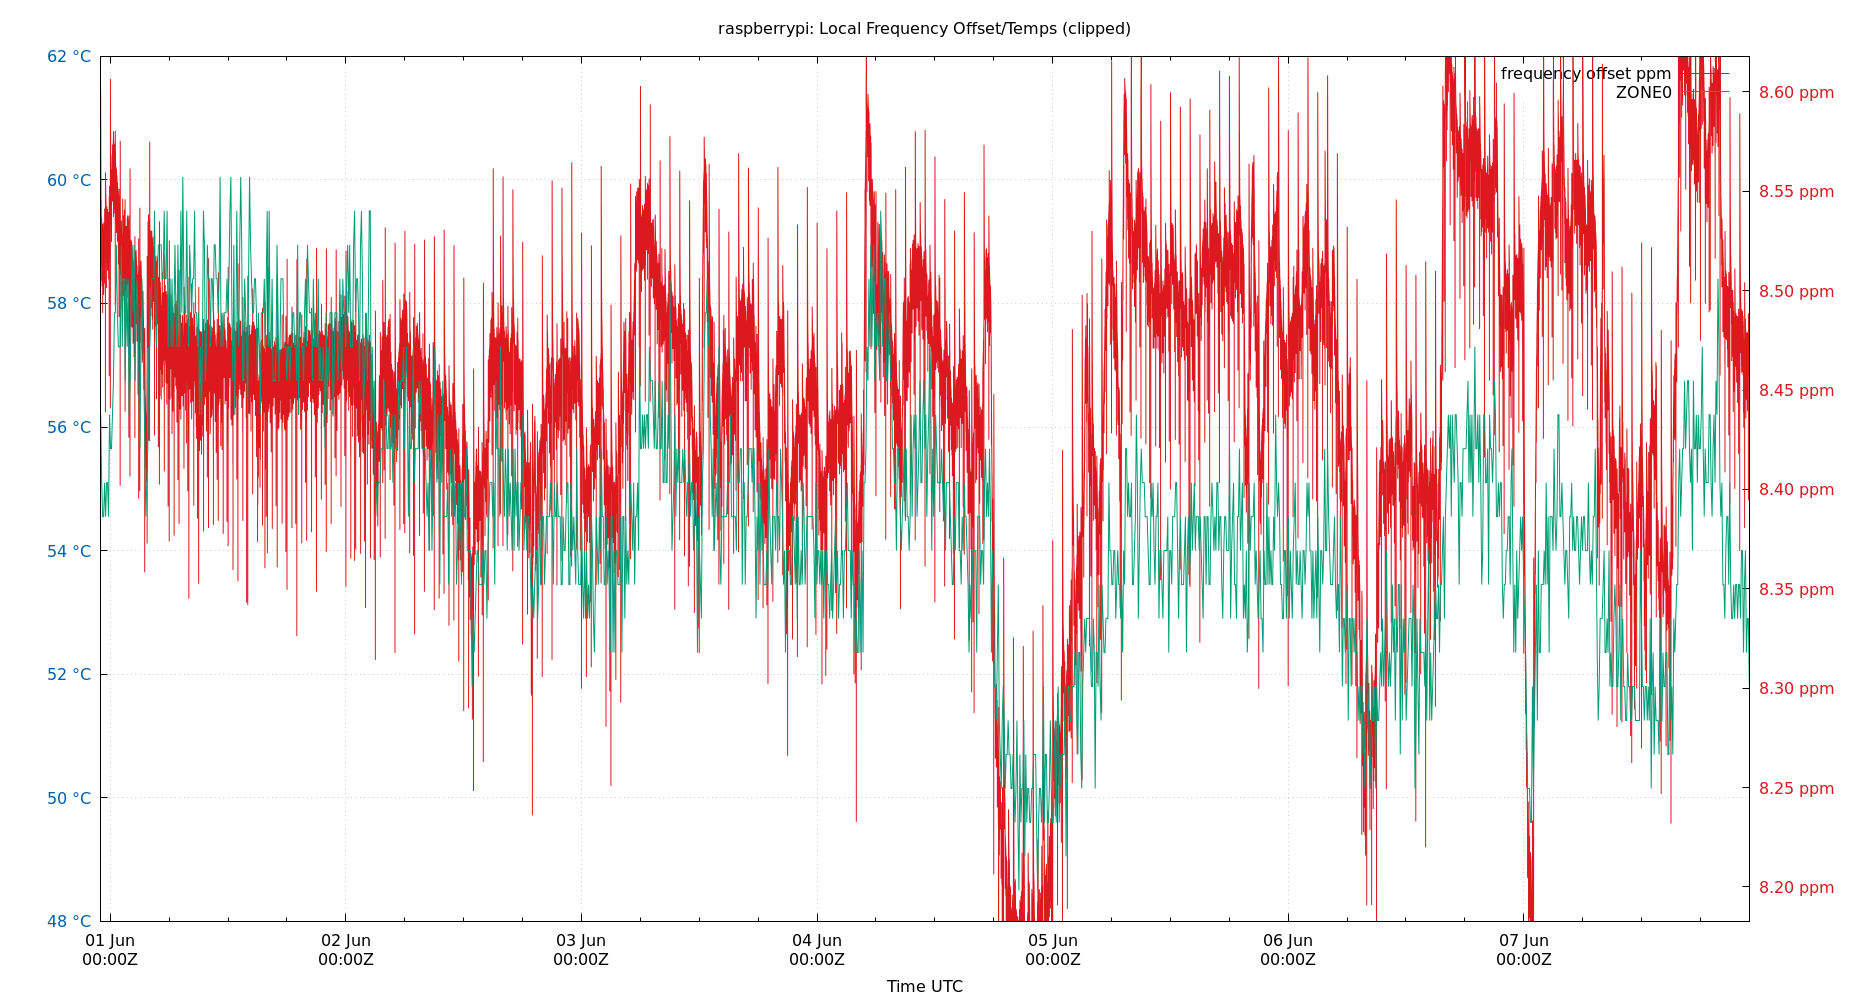 raspberrypi: Local Frequency Offset/Temps (clipped)
62 °C
60 °C
58 °C
56 °C
54 °C
52 °C
50 °C
48 °C
frequency offset ppm
ZONE0
8.60 ppm
8.55 ppm
8.50 ppm
8.45 ppm
8.40 ppm
8.35 ppm
8.30 ppm
8.25 ppm
8.20 ppm
01 Jun
00:00Z
02 Jun
00:00Z
03 Jun
00:00Z
04 Jun
00:00Z
05 Jun
00:00Z
06 Jun
00:00Z
07 Jun
00:00Z
Time UTC